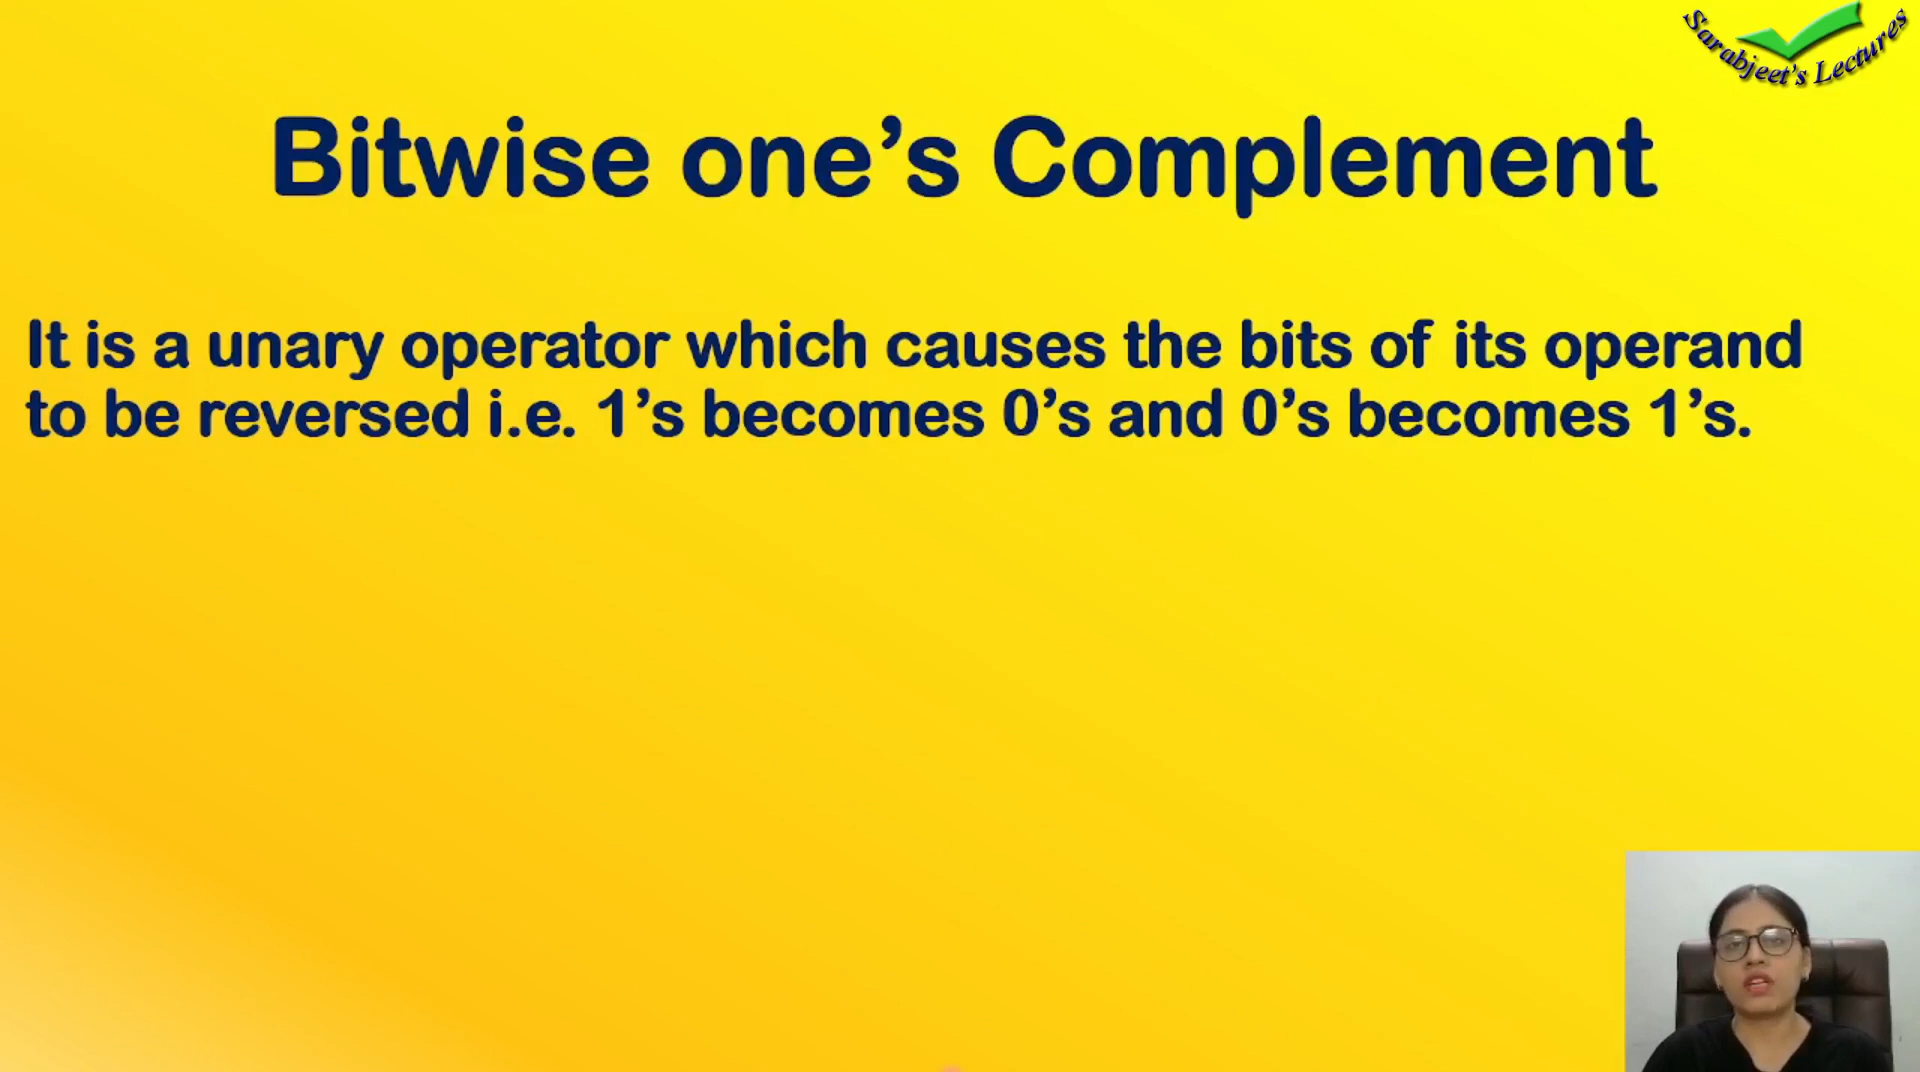 Sarabjeet's Lectures
Bitwise one’s Complement
It is a unary operator which causes the bits of its operand
to be reversed i.e. 1’s becomes 0’s and 0’s becomes 1’s.